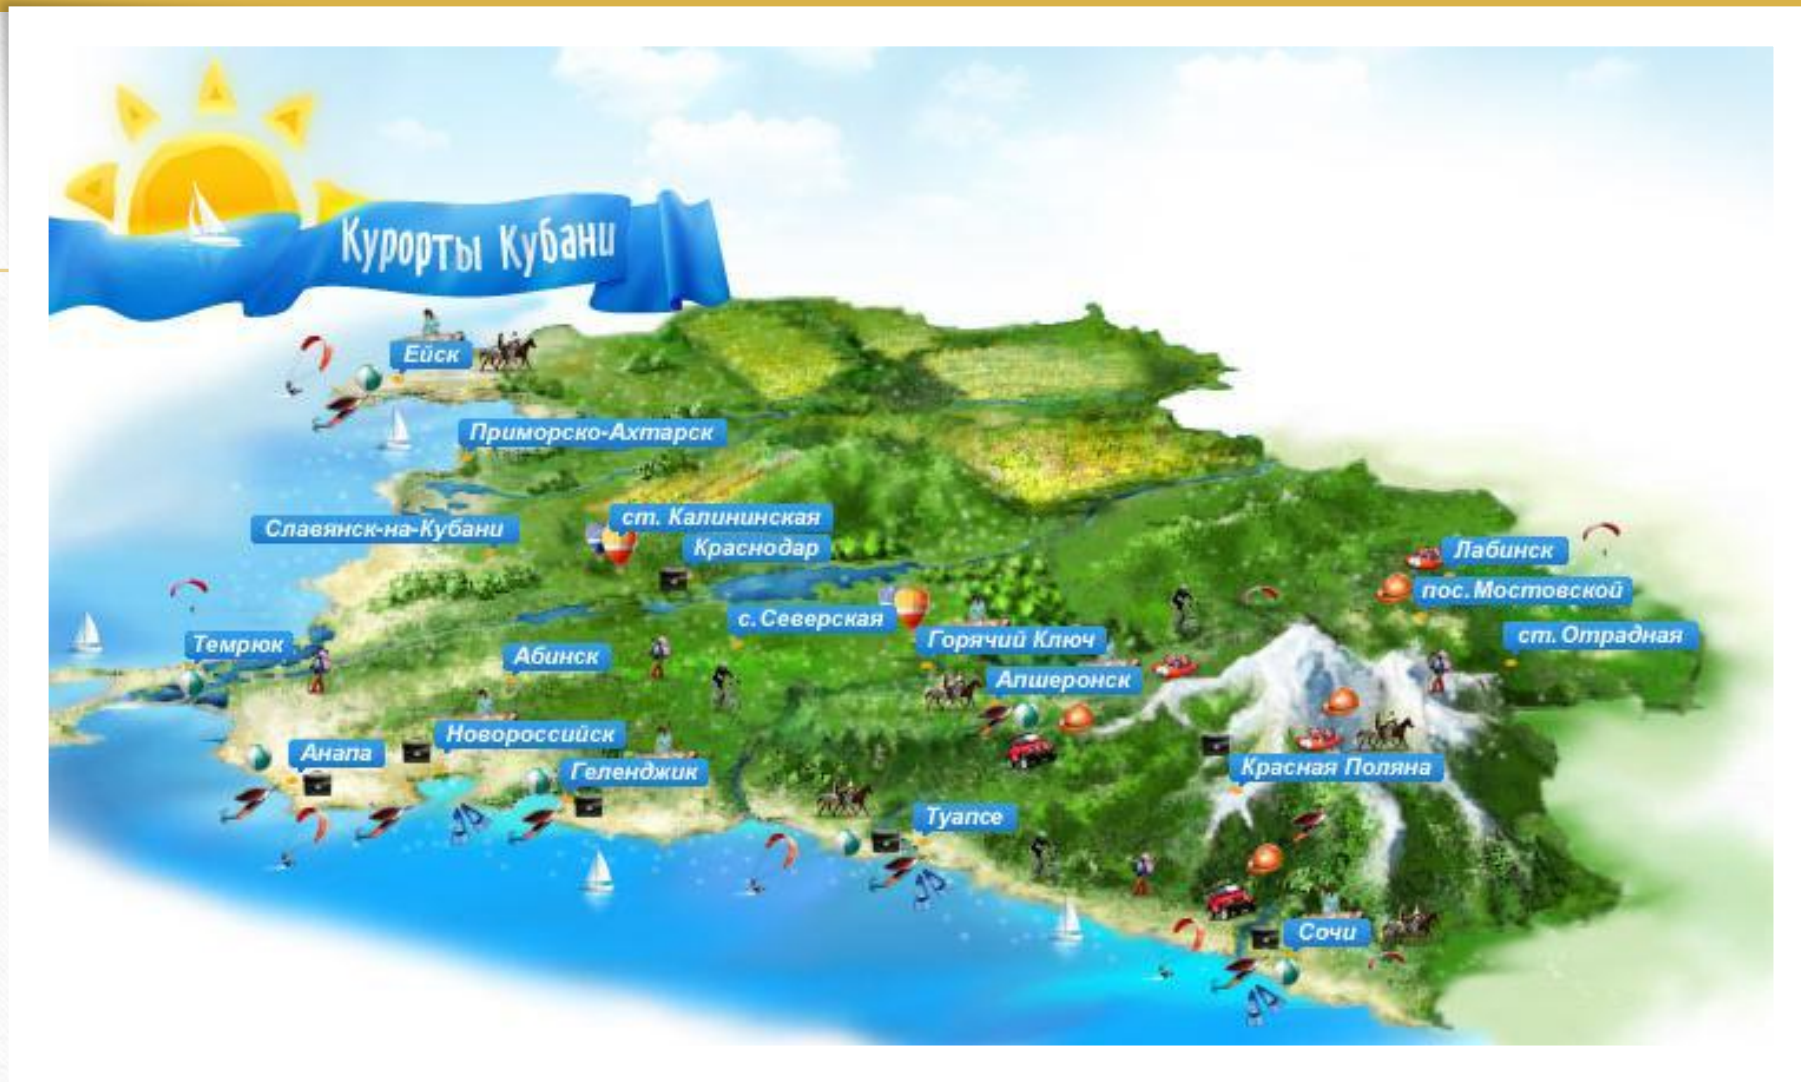 Курорты Кубани
Ейск
Приморско-Ахтарск
ст. Калининская
Славянск-на-Кубани
Краснодар
Лабинск
пос. Мостовской
с. Северская
ст. Отрадная
Горячий Ключ
Темрюк
Абинск
Апшеронск
Новороссийск
Анапа
Красная Поляна
Геленджик
Туапсе
Сочи